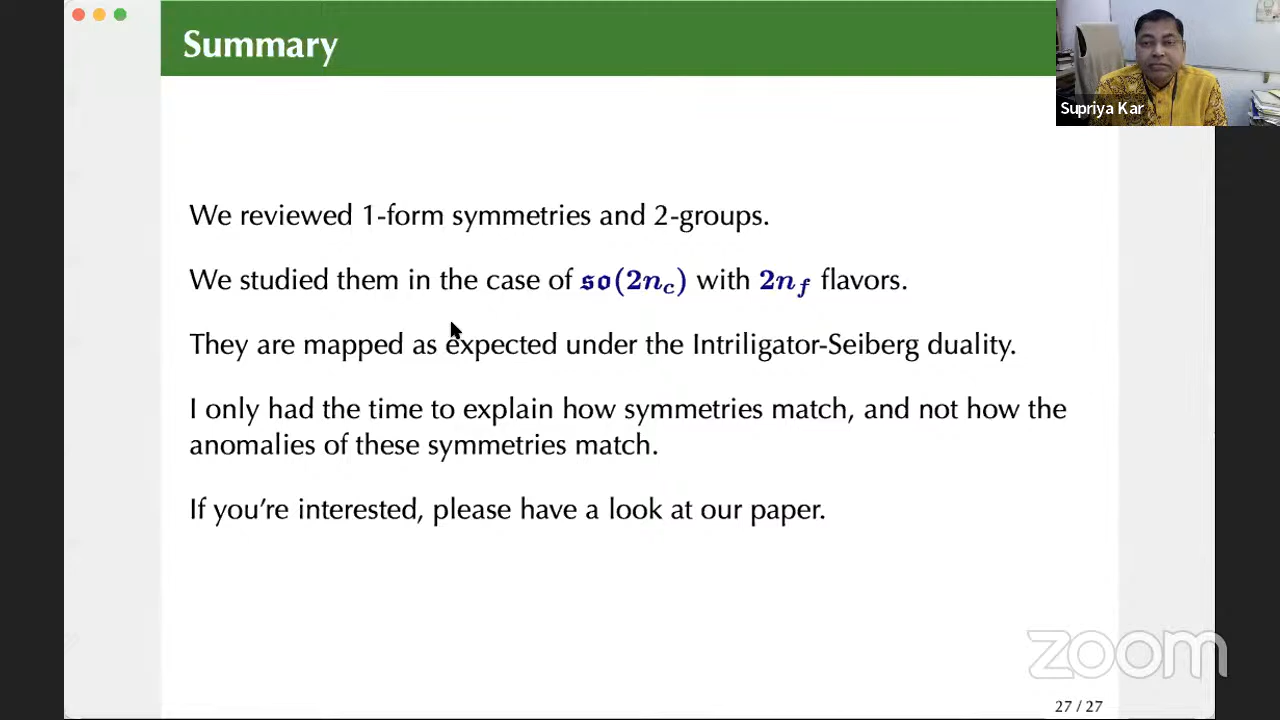 Summary
Supriya Kar
We reviewed 1-form symmetries and 2-groups.
We studied them in the case of 𝖘𝖔(2n_c) with 2n_f flavors.
They are mapped as expected under the Intriligator-Seiberg duality.
I only had the time to explain how symmetries match, and not how the
anomalies of these symmetries match.
If you’re interested, please have a look at our paper.
zoom
27 / 27